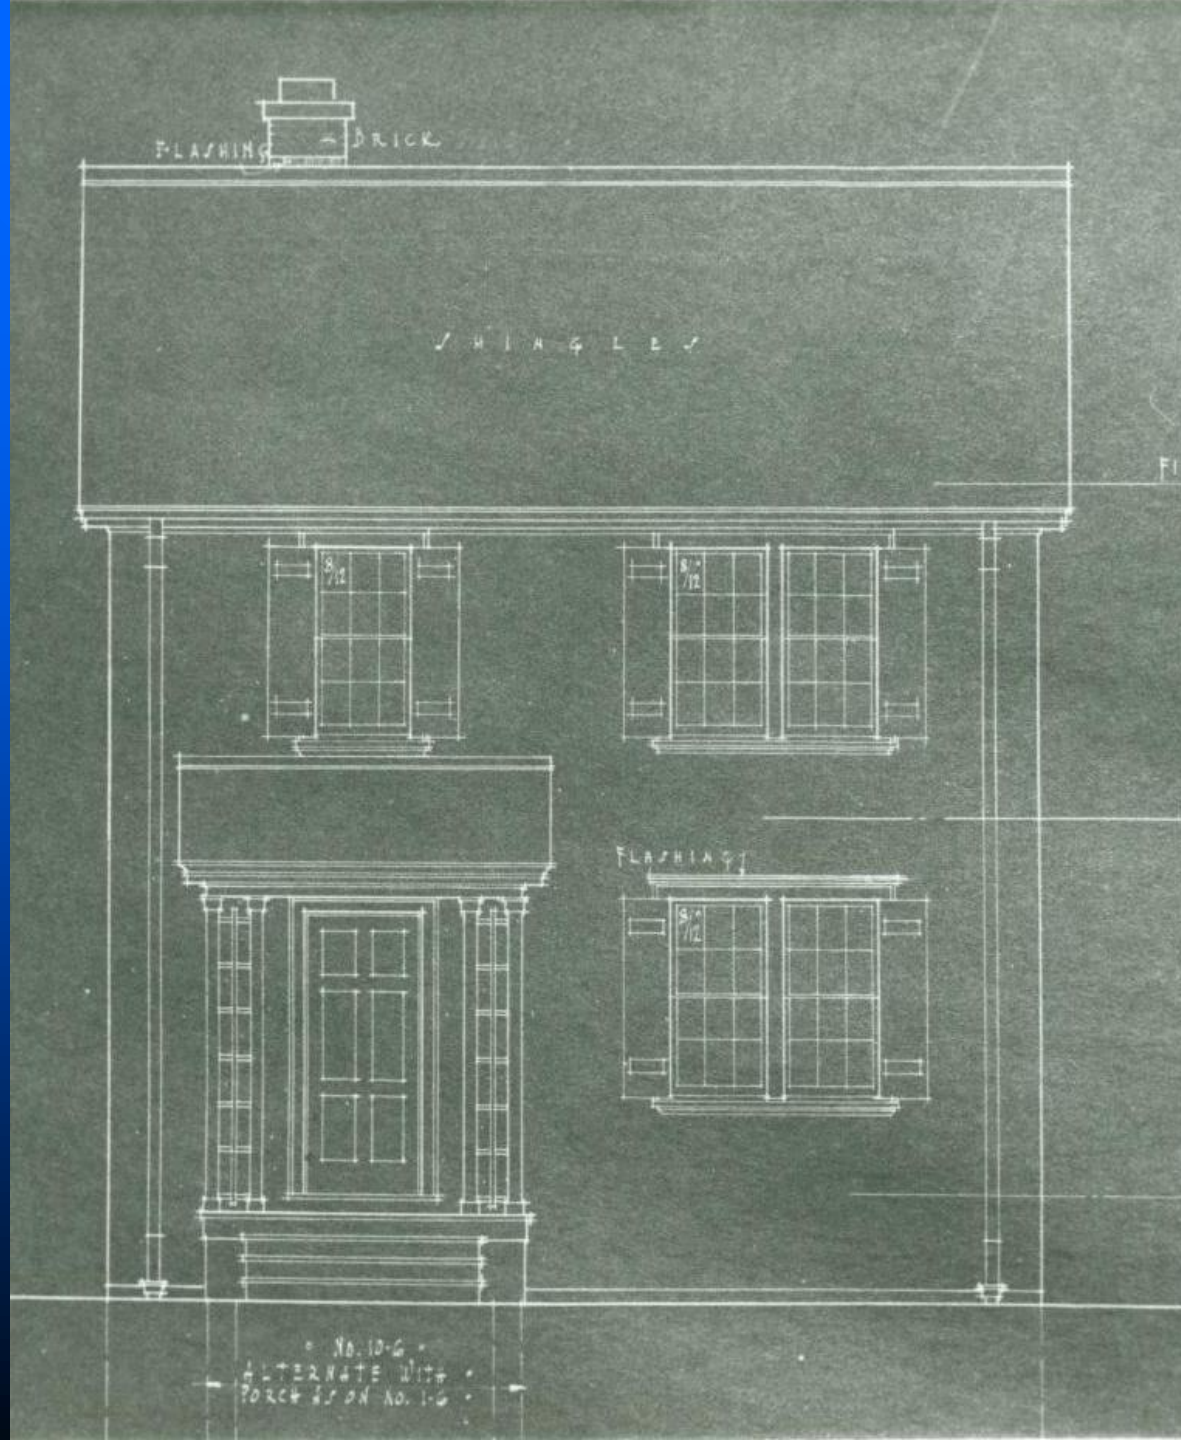 FLASHING
BRICK
SHINGLES
FI
8/12
8/12
FLASHING
8/12
NO. 10-G
ALTERNATE WITH
PORCH AS ON NO. 1-G